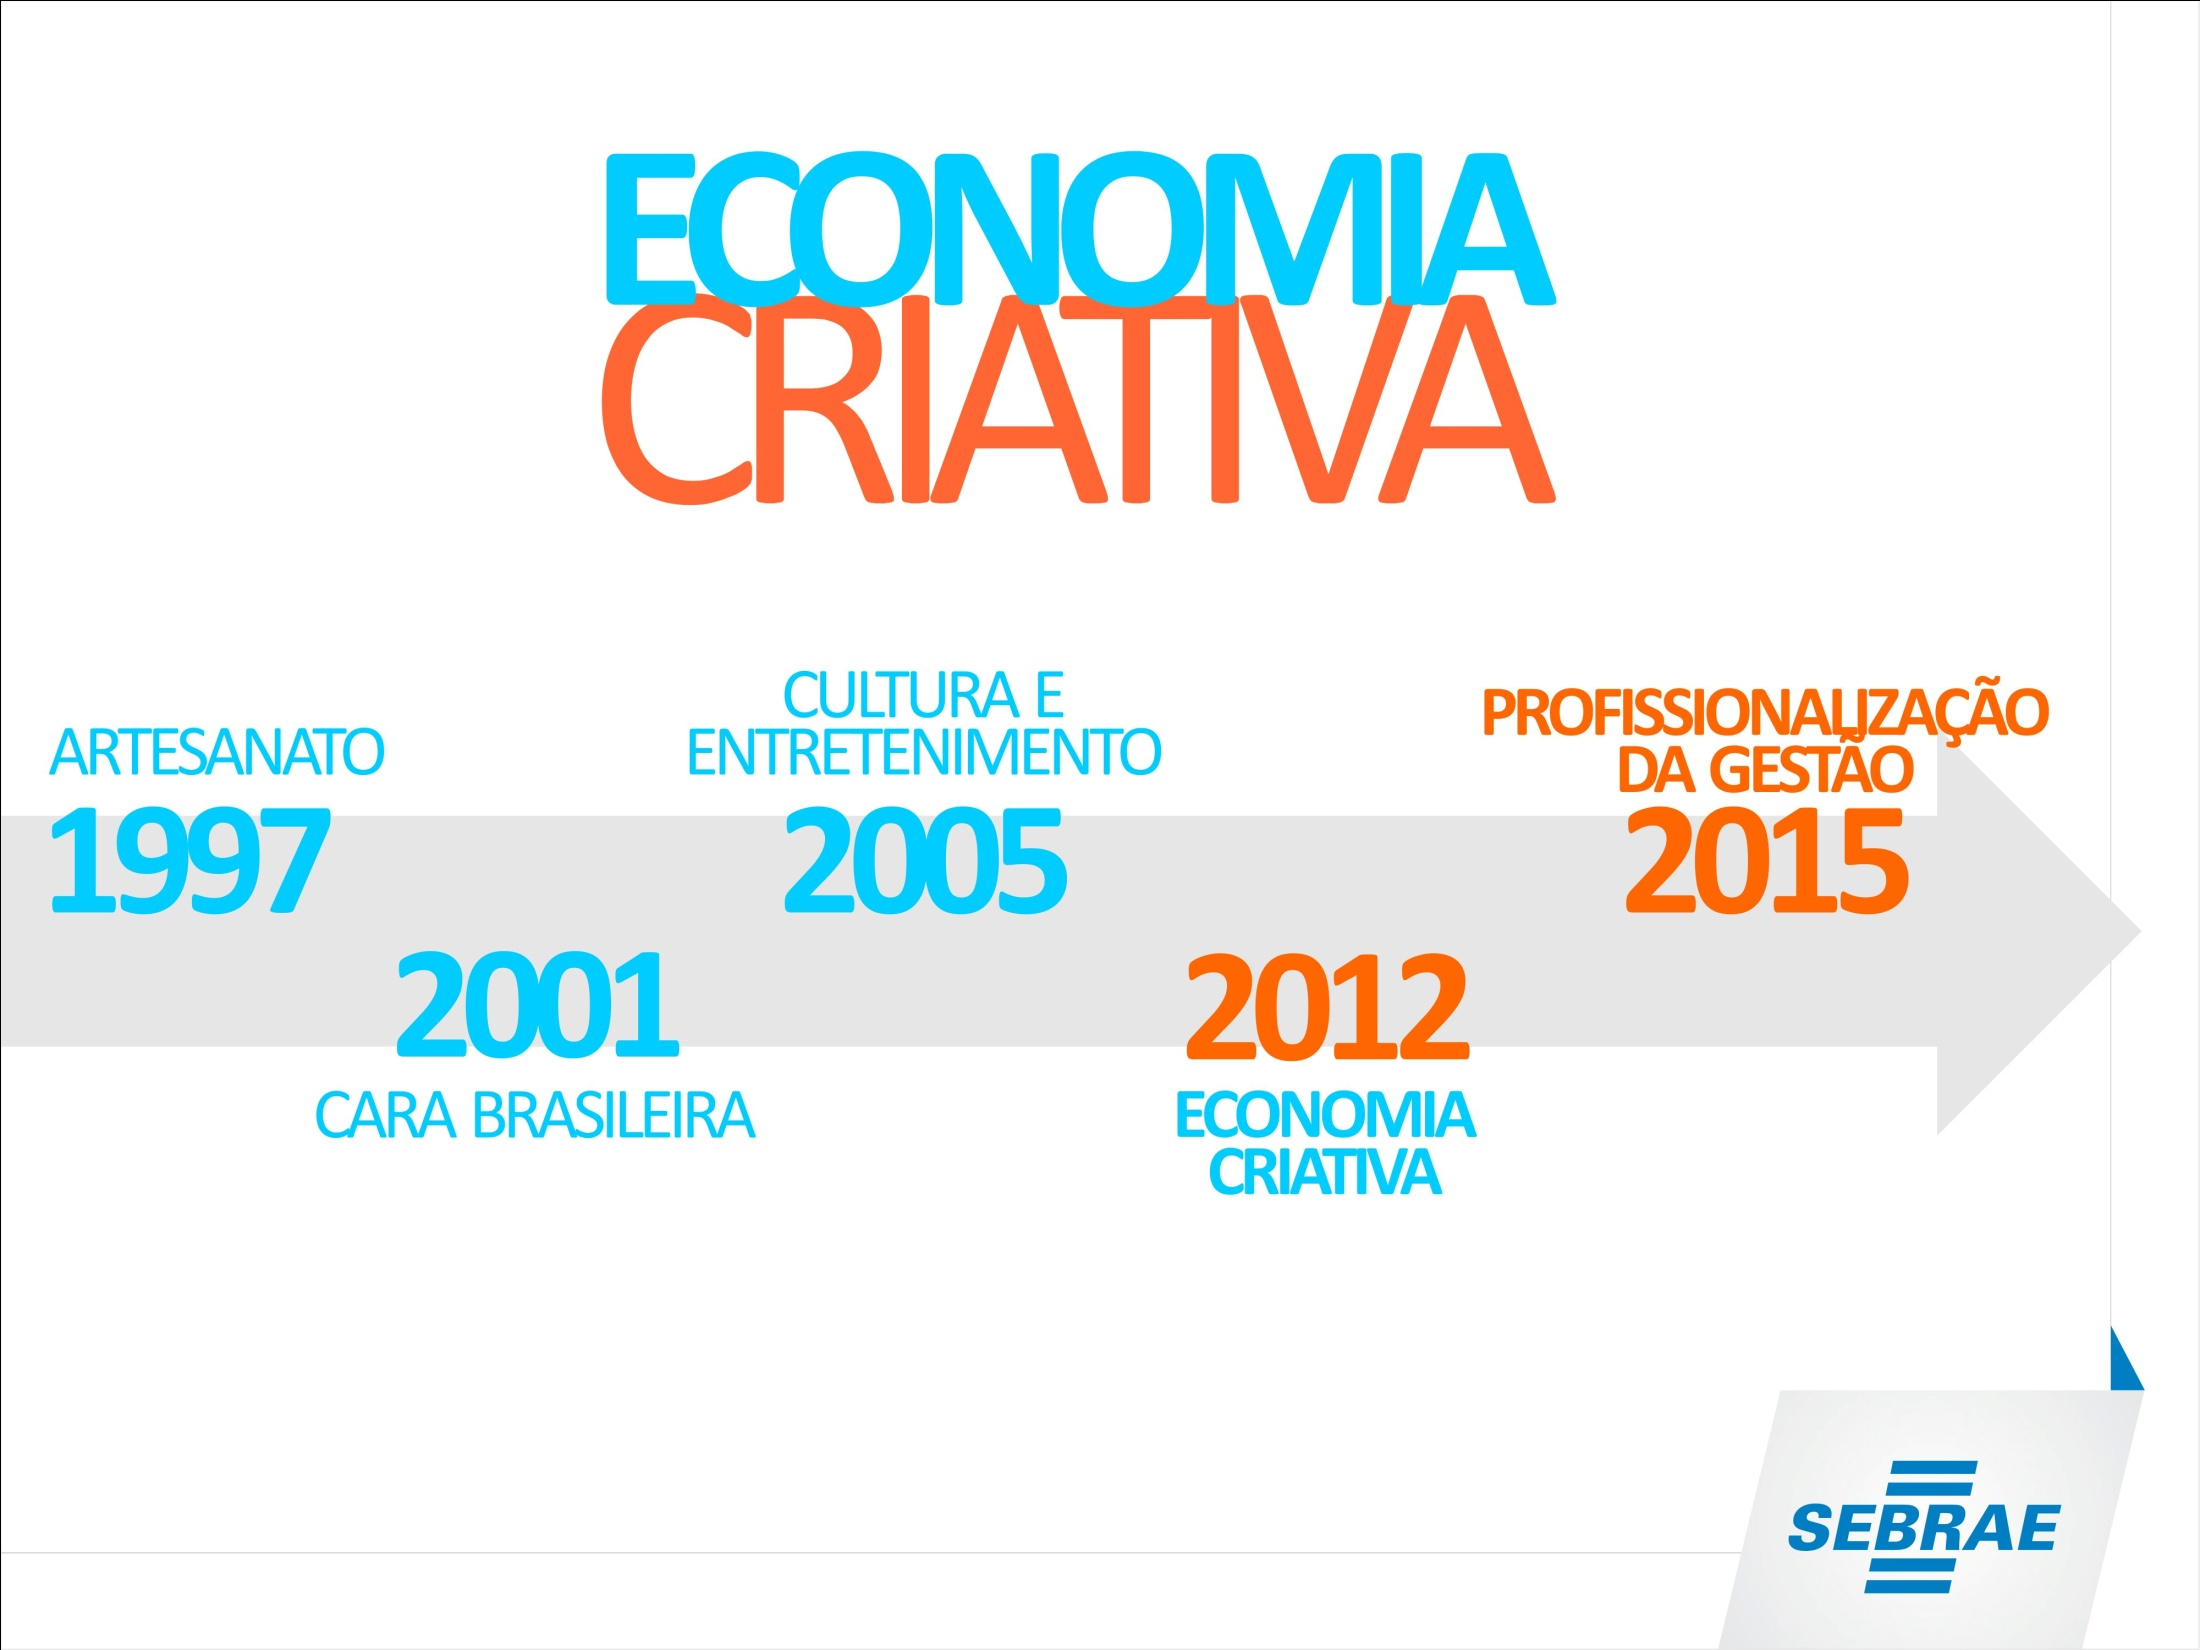 ECONOMIA
CRIATIVA
ARTESANATO
1997
2001
CARA BRASILEIRA
CULTURA E
ENTRETENIMENTO
2005
2012
ECONOMIA
CRIATIVA
PROFISSIONALIZAÇÃO
DA GESTÃO
2015
SEBRAE